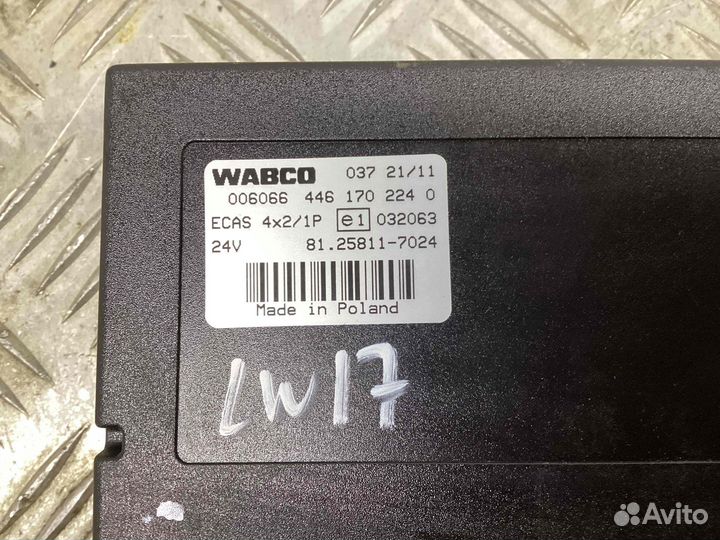 WABCO 037 21/11
006066 446 170 224 0
ECAS 4x2/1P e1 032063
24V 81.25811-7024
Made in Poland
LW17
Avito